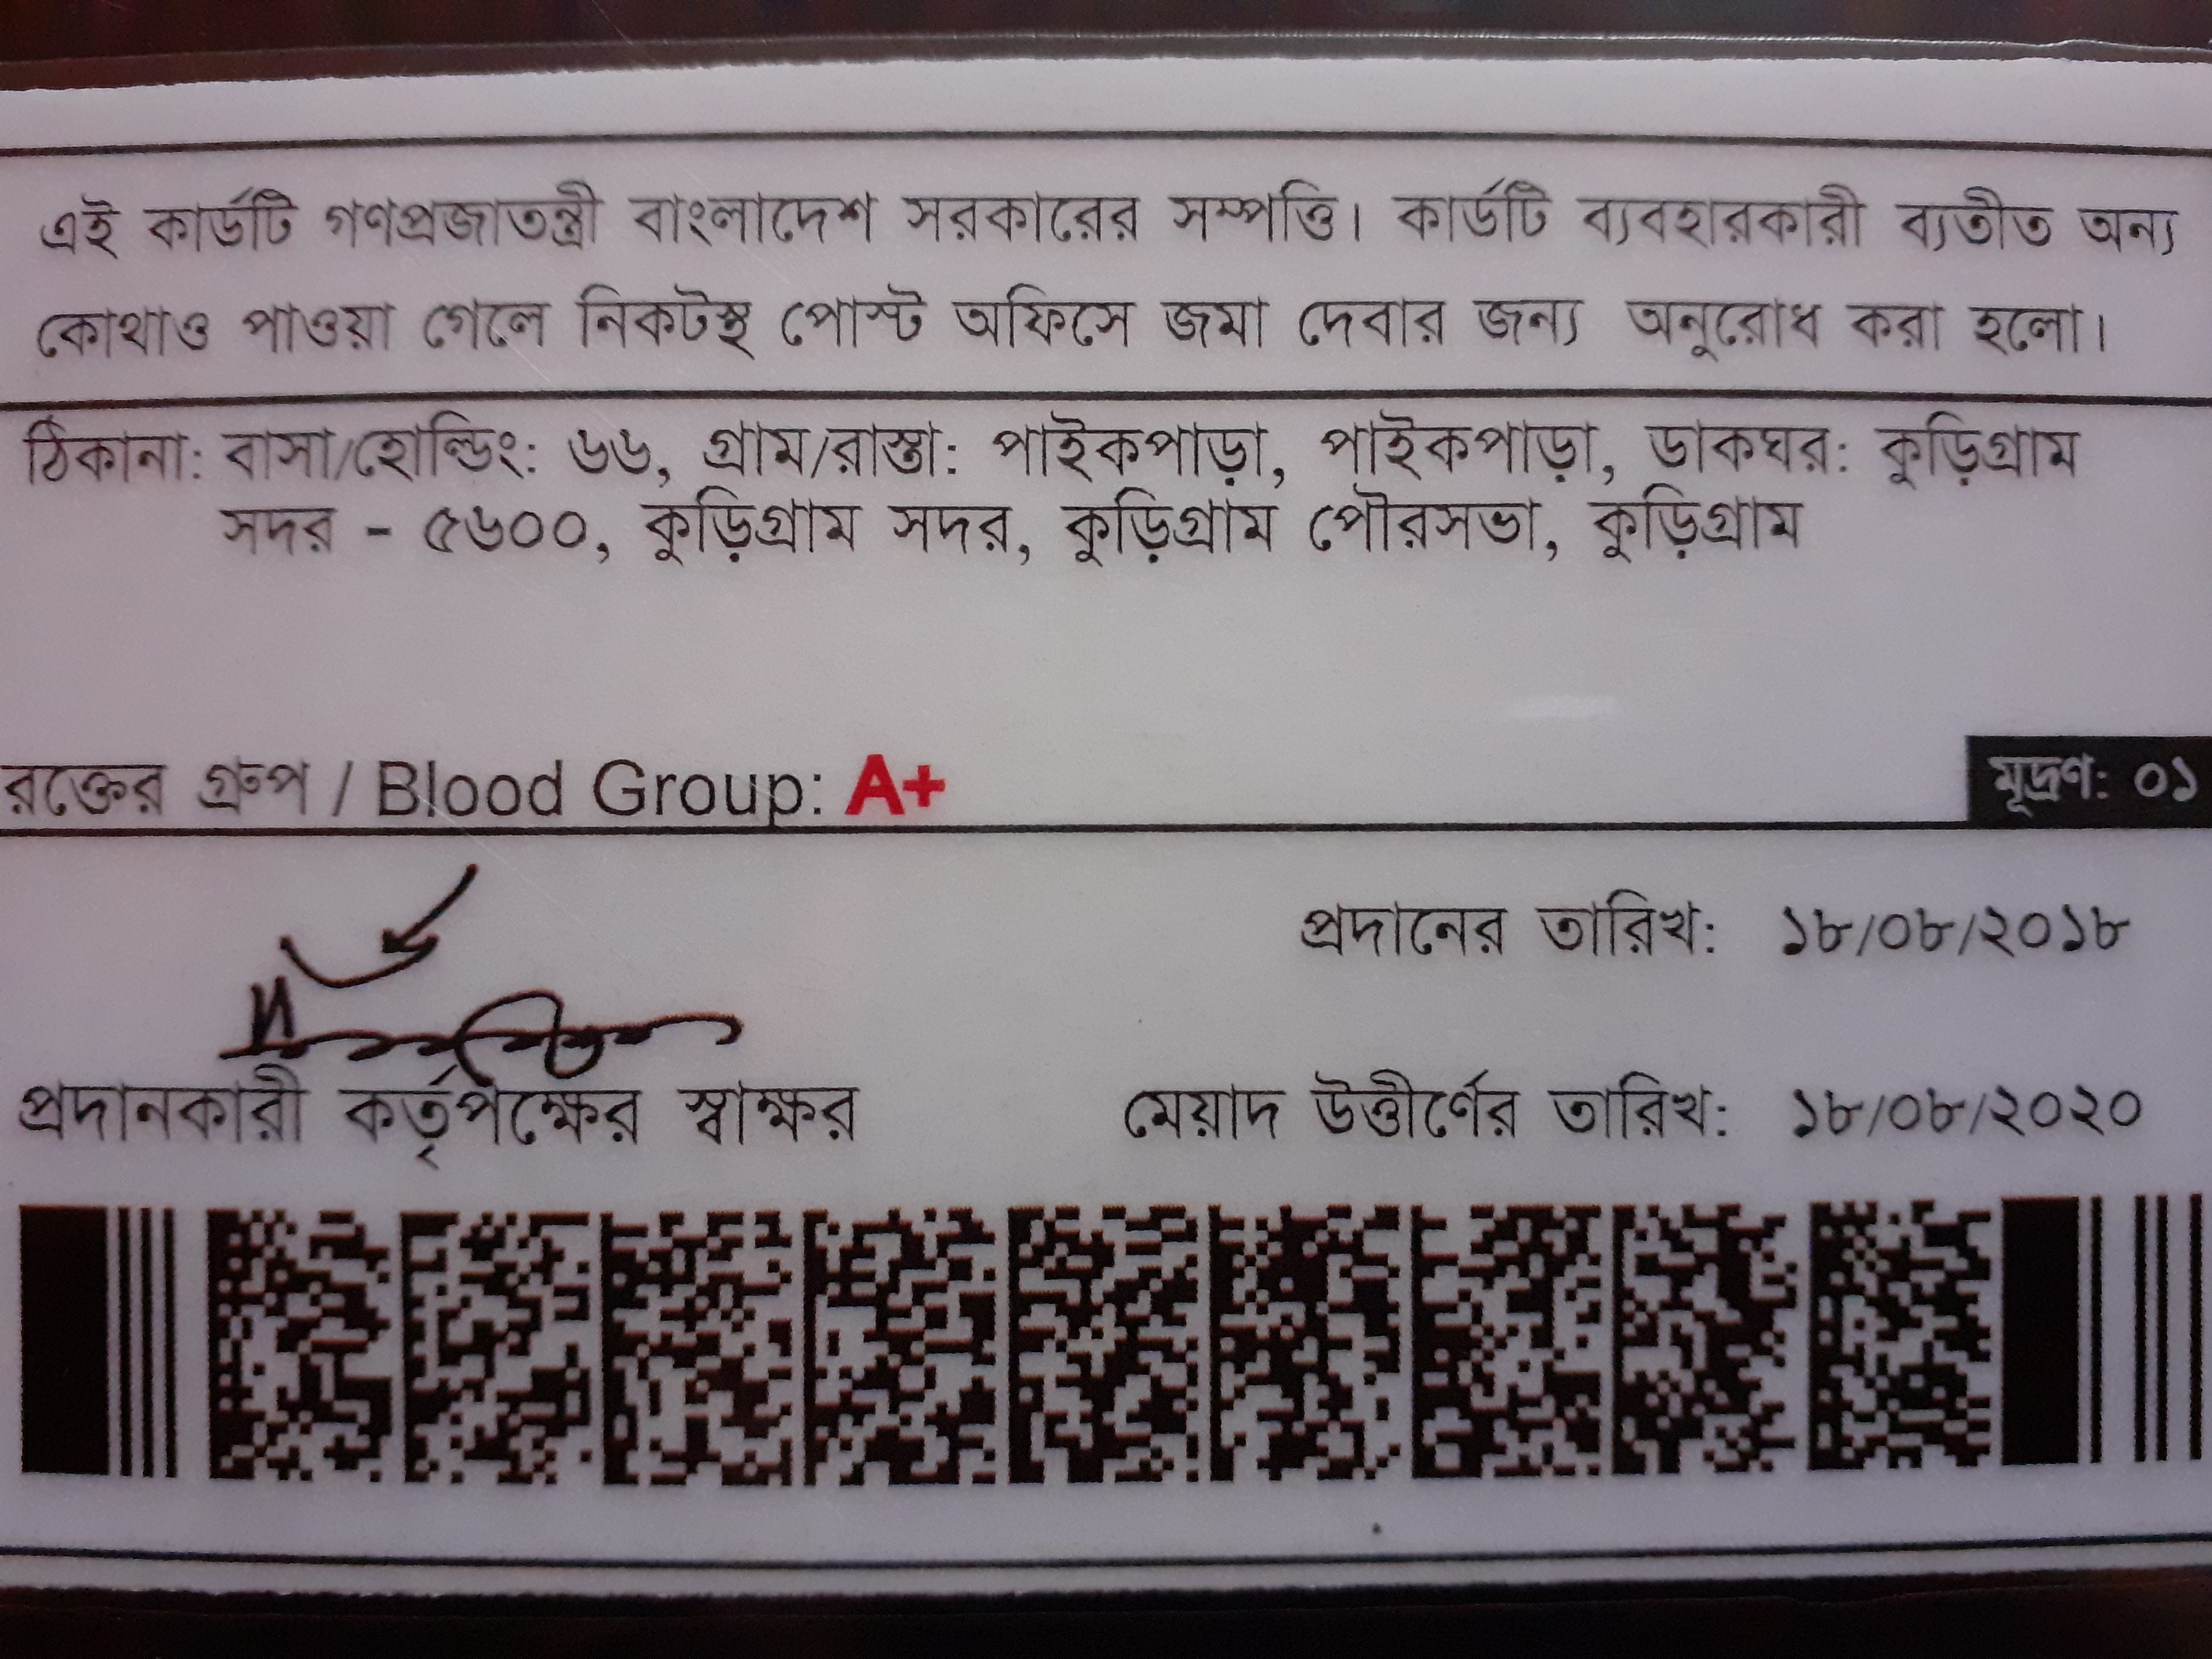 এই কার্ডটি গণপ্রজাতন্ত্রী বাংলাদেশ সরকারের সম্পত্তি। কার্ডটি ব্যবহারকারী ব্যতীত অন্য
কোথাও পাওয়া গেলে নিকটস্থ পোস্ট অফিসে জমা দেবার জন্য অনুরোধ করা হলো।
ঠিকানা: বাসা/হোল্ডিং: ৬৬, গ্রাম/রাস্তা: পাইকপাড়া, পাইকপাড়া, ডাকঘর: কুড়িগ্রাম
সদর - ৫৬০০, কুড়িগ্রাম সদর, কুড়িগ্রাম পৌরসভা, কুড়িগ্রাম
রক্তের গ্রুপ / Blood Group: A+
মূদ্রণ: ০১
প্রদানের তারিখ: ১৮/০৮/২০১৮
প্রদানকারী কর্তৃপক্ষের স্বাক্ষর
মেয়াদ উত্তীর্ণের তারিখ: ১৮/০৮/২০২০